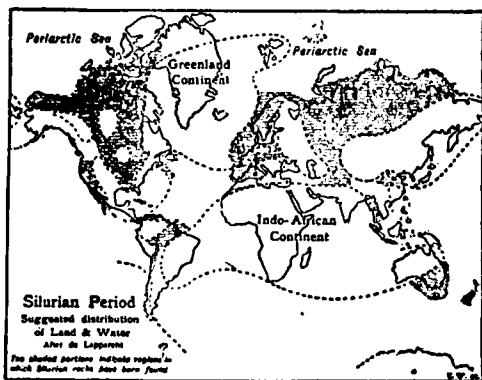 Periarctic Sea
Periarctic Sea
Greenland
Continent
Indo-African
Continent
Silurian Period
Suggested distribution
of Land & Water
After de Lapparent
The shaded portions indicate regions in
which Silurian rocks have been found
?